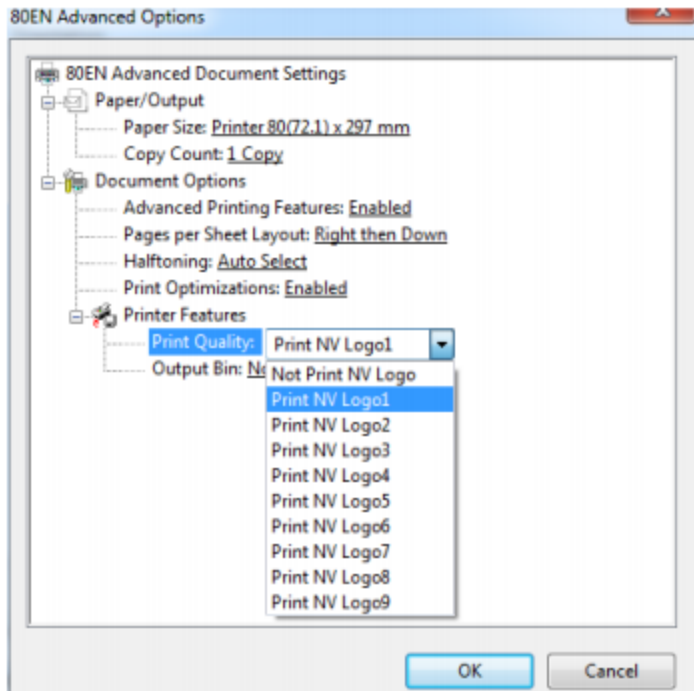 80EN Advanced Options
80EN Advanced Document Settings
Paper/Output
Paper Size: Printer 80(72.1) x 297 mm
Copy Count: 1 Copy
Document Options
Advanced Printing Features: Enabled
Pages per Sheet Layout: Right then Down
Halftoning: Auto Select
Print Optimizations: Enabled
Printer Features
Print Quality: Print NV Logo1
Output Bin:
Not Print NV Logo
Print NV Logo1
Print NV Logo2
Print NV Logo3
Print NV Logo4
Print NV Logo5
Print NV Logo6
Print NV Logo7
Print NV Logo8
Print NV Logo9
OK Cancel